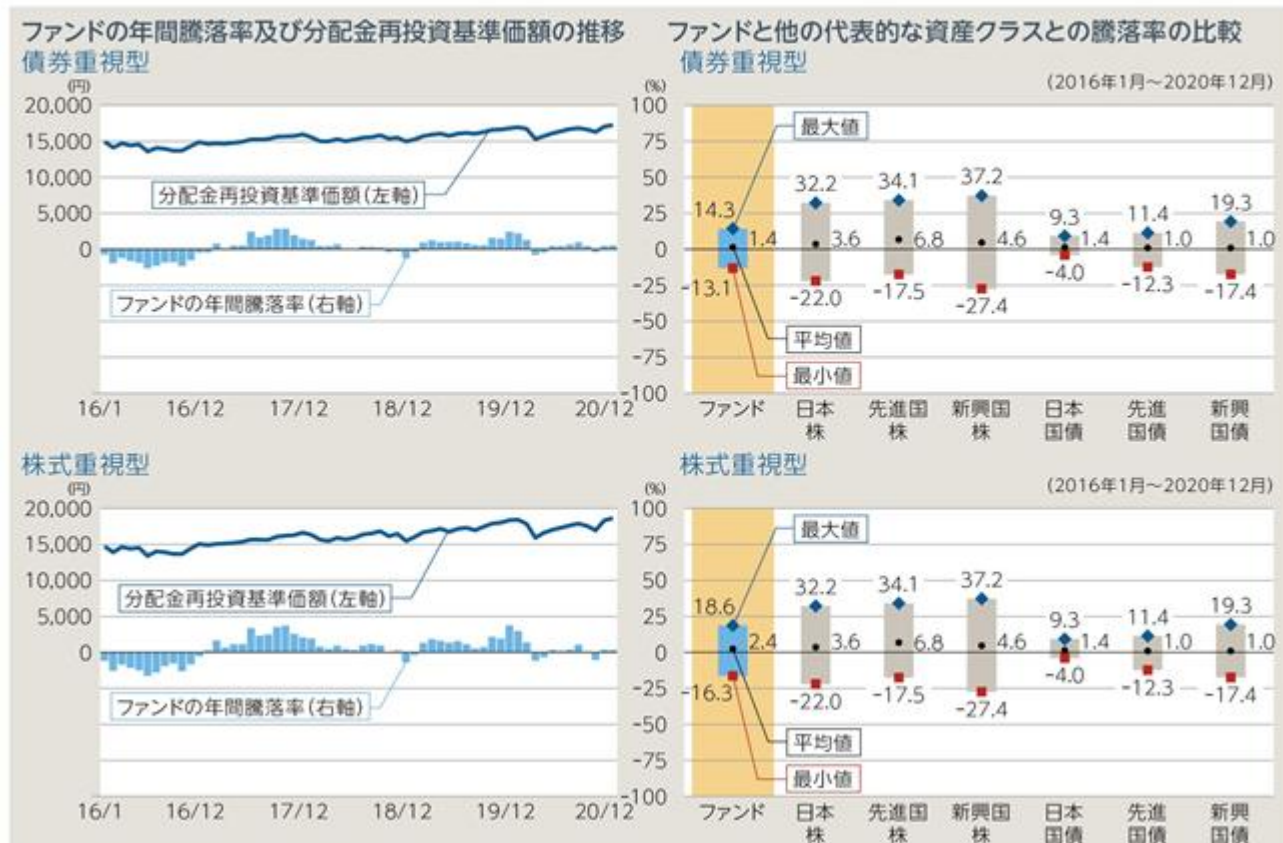 ファンドの年間騰落率及び分配金再投資基準価額の推移
債券重視型
(円)
20,000
15,000
10,000
5,000
0
分配金再投資基準価額(左軸)
ファンドの年間騰落率(右軸)
16/1 16/12 17/12 18/12 19/12 20/12
ファンドと他の代表的な資産クラスとの騰落率の比較
債券重視型
(2016年1月~2020年12月)
(%)
100
75
50
25
0
-25
-50
-75
-100
最大値
平均値
最小値
14.3 32.2 34.1 37.2 9.3 11.4 19.3
1.4 3.6 6.8 4.6 1.4 1.0 1.0
-13.1 -22.0 -17.5 -27.4 -4.0 -12.3 -17.4
ファンド 日本 先進国 新興国 日本 先進 新興
株 株 株 国債 国債 国債
株式重視型
(円)
20,000
15,000
10,000
5,000
0
分配金再投資基準価額(左軸)
ファンドの年間騰落率(右軸)
16/1 16/12 17/12 18/12 19/12 20/12
株式重視型
(2016年1月~2020年12月)
(%)
100
75
50
25
0
-25
-50
-75
-100
最大値
平均値
最小値
18.6 32.2 34.1 37.2 9.3 11.4 19.3
2.4 3.6 6.8 4.6 1.4 1.0 1.0
-16.3 -22.0 -17.5 -27.4 -4.0 -12.3 -17.4
ファンド 日本 先進国 新興国 日本 先進 新興
株 株 株 国債 国債 国債